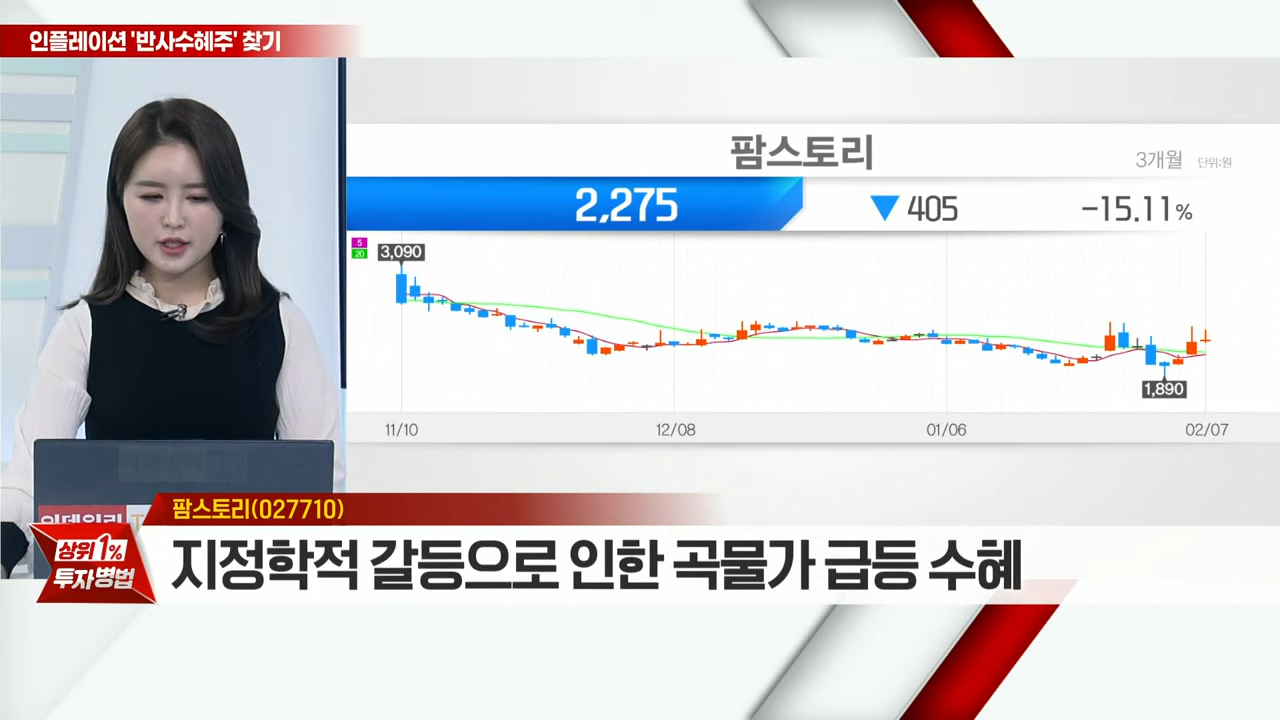 인플레이션 '반사수혜주' 찾기
팜스토리
3개월 단위:원
2,275 ▼ 405 -15.11%
5
20
3,090
1,890
11/10 12/08 01/06 02/07
팜스토리(027710)
상위 1%
투자병법
지정학적 갈등으로 인한 곡물가 급등 수혜